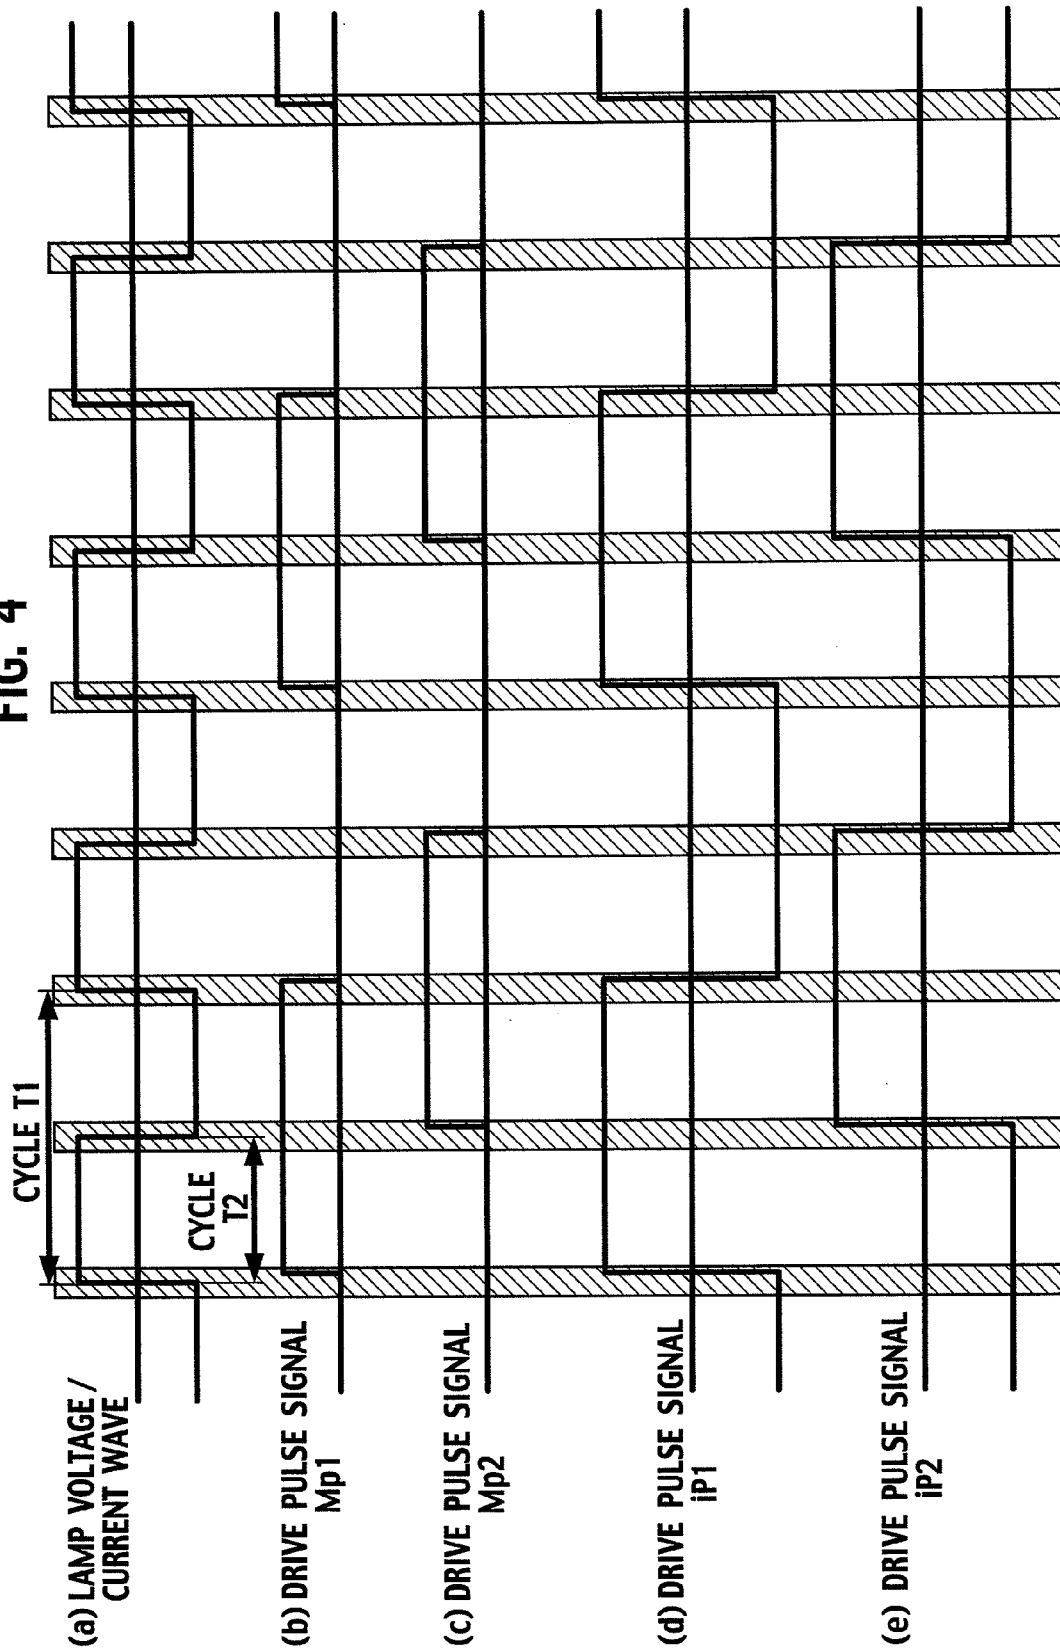 FIG. 4
CYCLE T1
CYCLE
T2
(a) LAMP VOLTAGE /
CURRENT WAVE
(b) DRIVE PULSE SIGNAL
Mp1
(c) DRIVE PULSE SIGNAL
Mp2
(d) DRIVE PULSE SIGNAL
iP1
(e) DRIVE PULSE SIGNAL
iP2